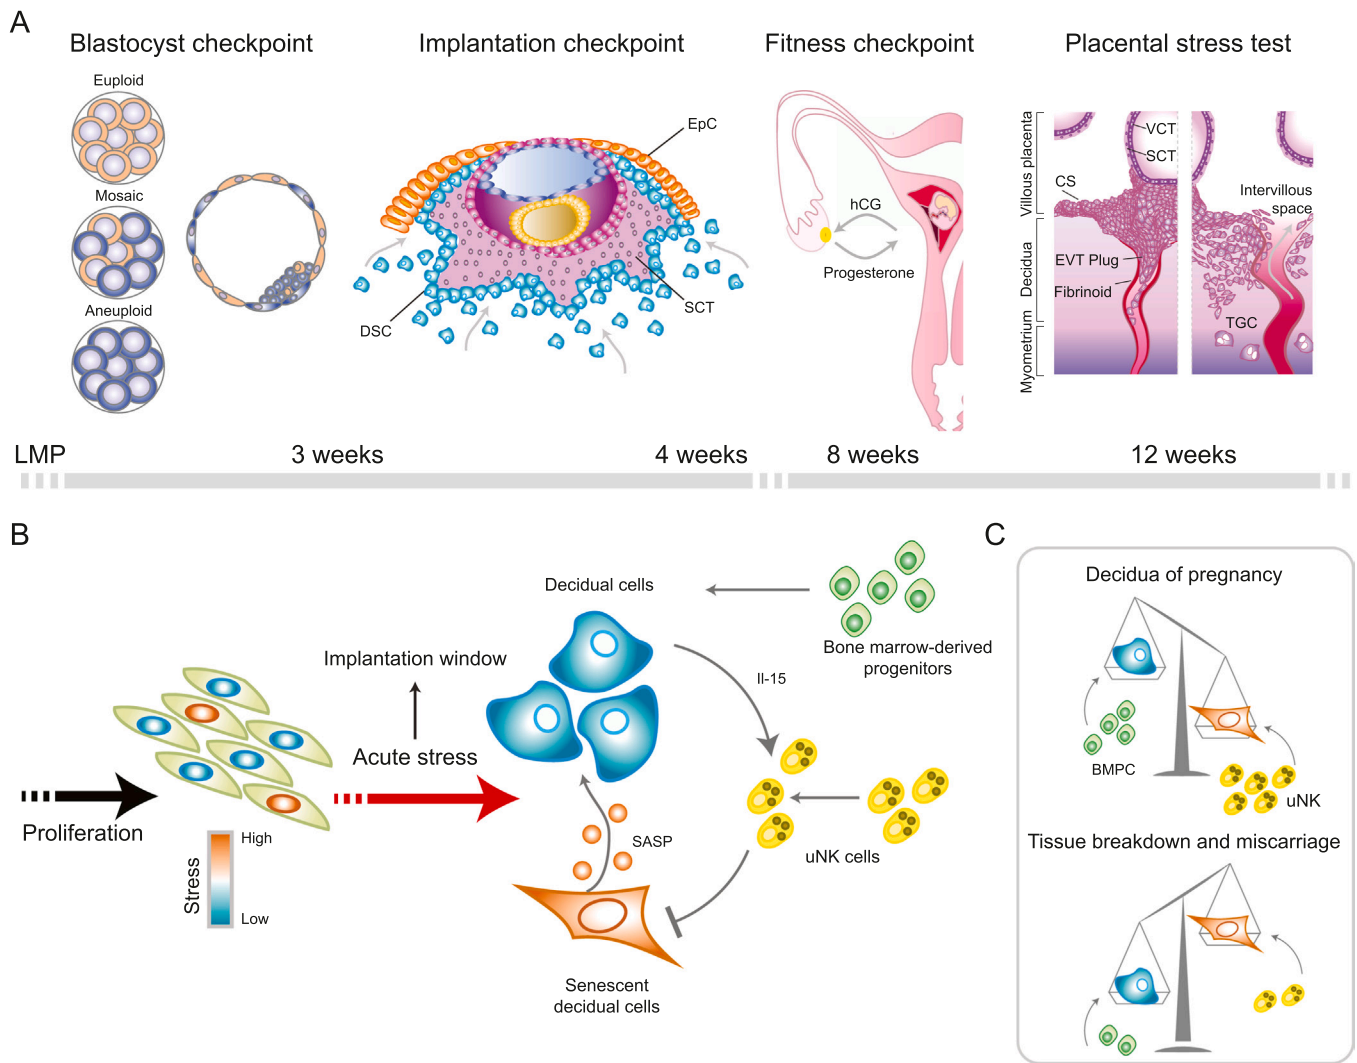 A
Blastocyst checkpoint
Implantation checkpoint
Fitness checkpoint
Placental stress test
Euploid
Mosaic
Aneuploid
EpC
DSC
SCT
hCG
Progesterone
Villous placenta
Decidua
Myometrium
VCT
SCT
CS
Intervillous
space
EVT Plug
Fibrinoid
TGC
LMP
3 weeks
4 weeks
8 weeks
12 weeks
B
Proliferation
Stress
High
Low
Implantation window
Acute stress
Decidual cells
Bone marrow-derived
progenitors
Il-15
uNK cells
SASP
Senescent
decidual cells
C
Decidua of pregnancy
BMPC
uNK
Tissue breakdown and miscarriage